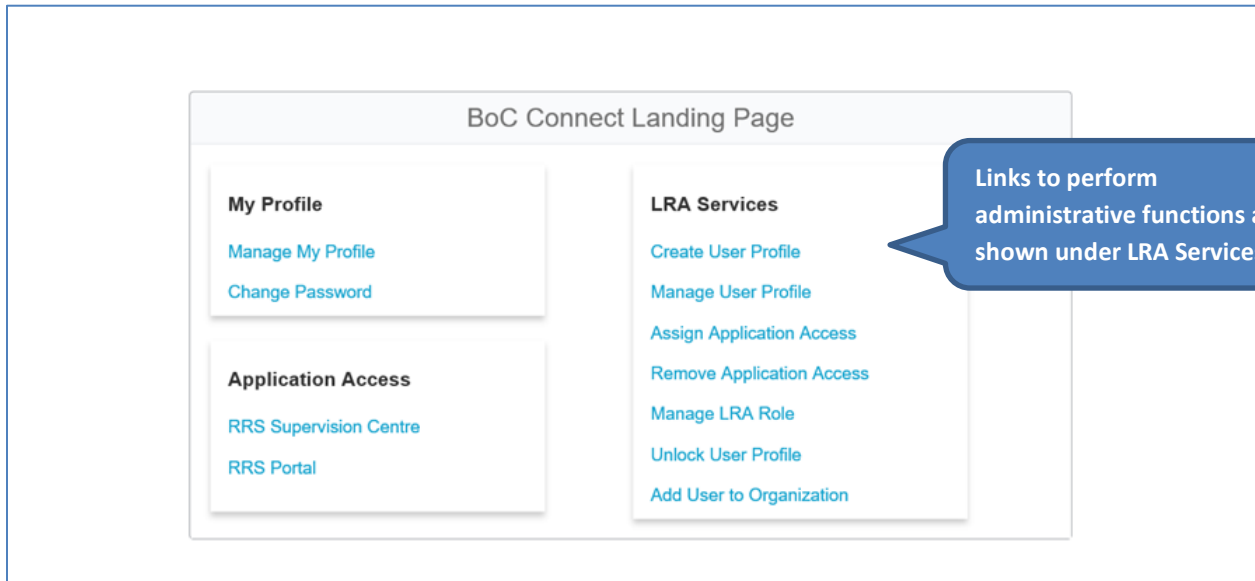 BoC Connect Landing Page
My Profile
Manage My Profile
Change Password
Application Access
RRS Supervision Centre
RRS Portal
LRA Services
Create User Profile
Manage User Profile
Assign Application Access
Remove Application Access
Manage LRA Role
Unlock User Profile
Add User to Organization
Links to perform
administrative functions
shown under LRA Service